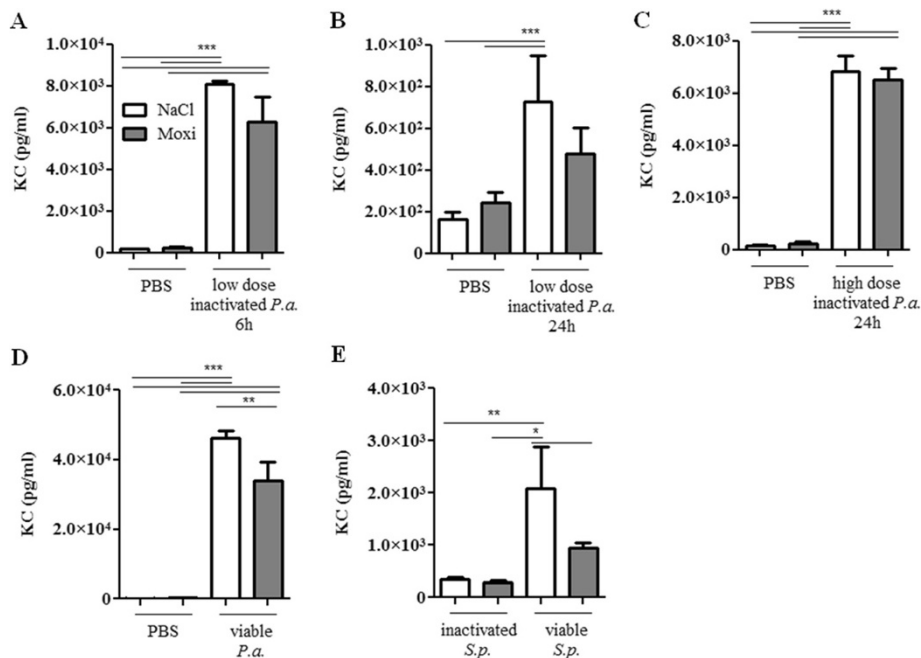 A
KC (pg/ml)
1.0×10⁴
8.0×10³
6.0×10³
4.0×10³
2.0×10³
0
NaCl
Moxi
***
PBS
low dose
inactivated P.a.
6h
B
KC (pg/ml)
1.0×10³
8.0×10²
6.0×10²
4.0×10²
2.0×10²
0
***
PBS
low dose
inactivated P.a.
24h
C
KC (pg/ml)
8.0×10³
6.0×10³
4.0×10³
2.0×10³
0
***
PBS
high dose
inactivated P.a.
24h
D
KC (pg/ml)
6.0×10⁴
4.0×10⁴
2.0×10⁴
0
***
**
PBS
viable
P.a.
E
KC (pg/ml)
4.0×10³
3.0×10³
2.0×10³
1.0×10³
0
**
*
inactivated
S.p.
viable
S.p.